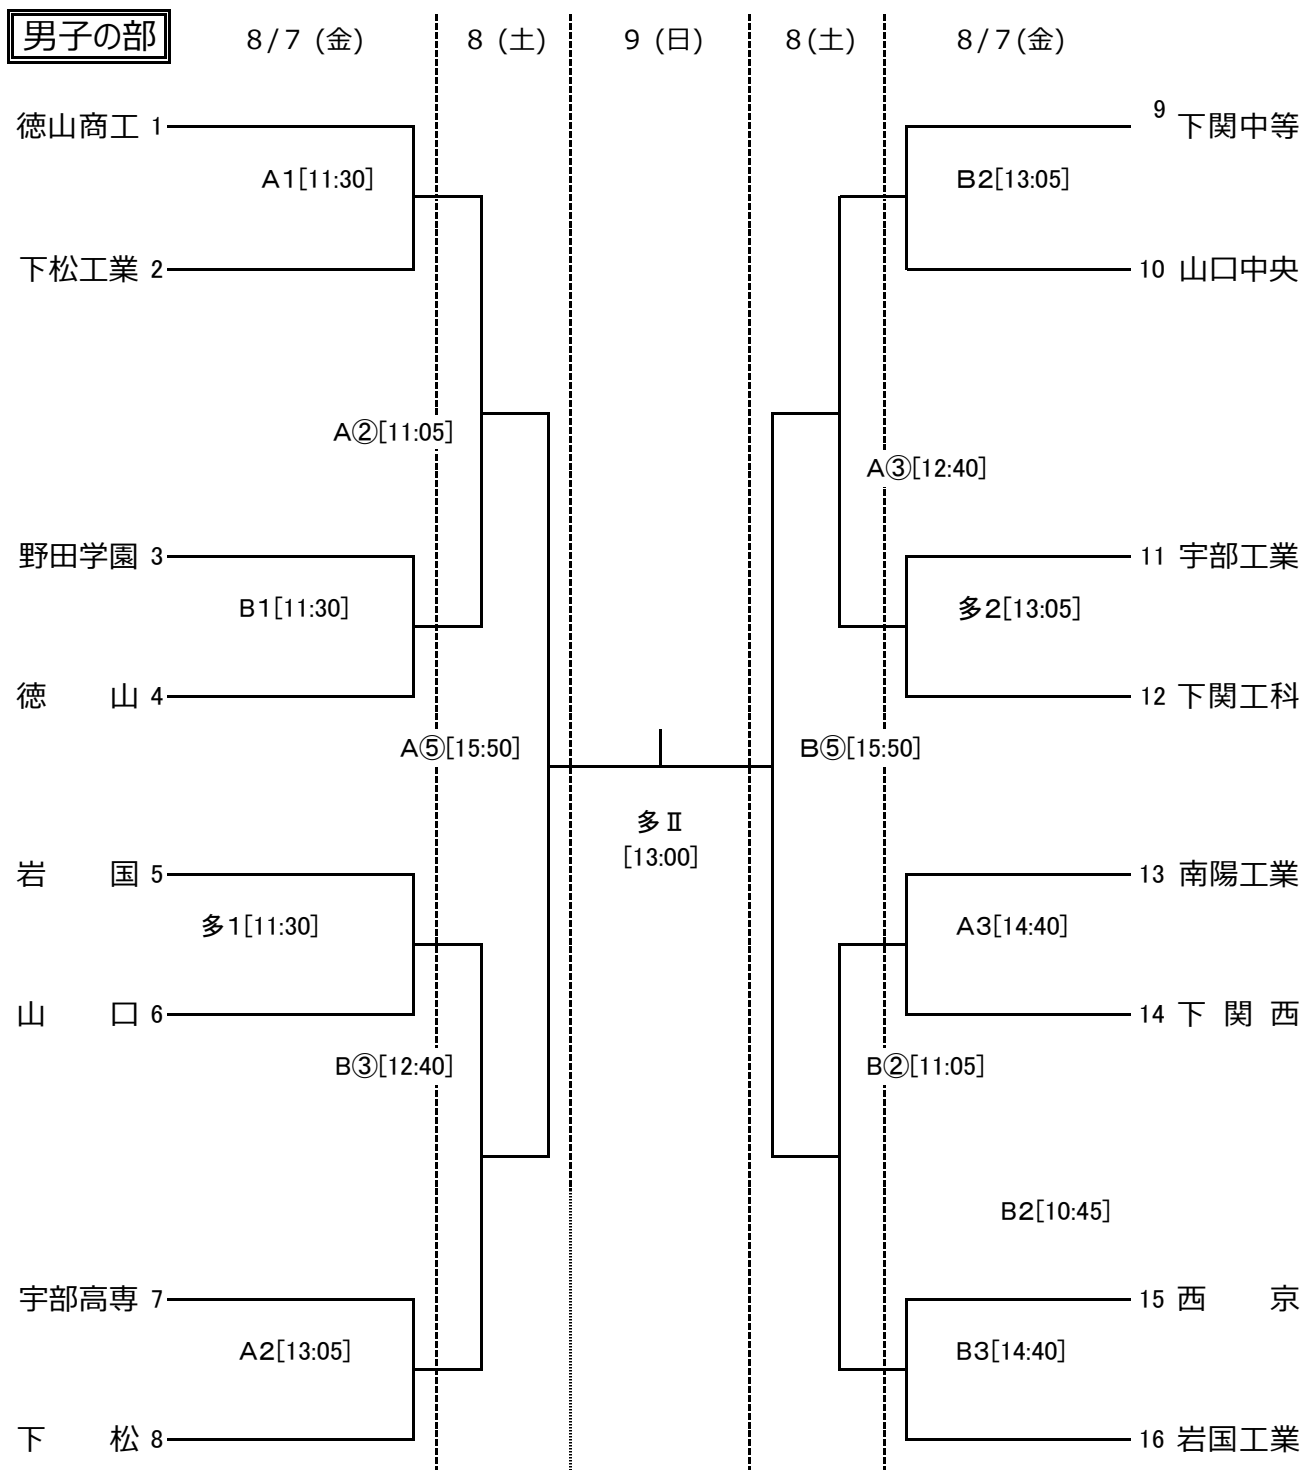 男子の部 8/7 (金) 8 (土) 9 (日) 8(土) 8/7(金)
徳山商工 1 9 下関中等
A1[11:30] B2[13:05]
下松工業 2 10 山口中央
A②[11:05]
A③[12:40]
野田学園 3 11 宇部工業
B1[11:30] 多2[13:05]
徳 山 4 12 下関工科
A⑤[15:50] B⑤[15:50]
多Ⅱ
[13:00]
岩 国 5 13 南陽工業
多1[11:30] A3[14:40]
山 口 6 14 下 関 西
B③[12:40] B②[11:05]
B2[10:45]
宇部高専 7 15 西 京
A2[13:05] B3[14:40]
下 松 8 16 岩国工業